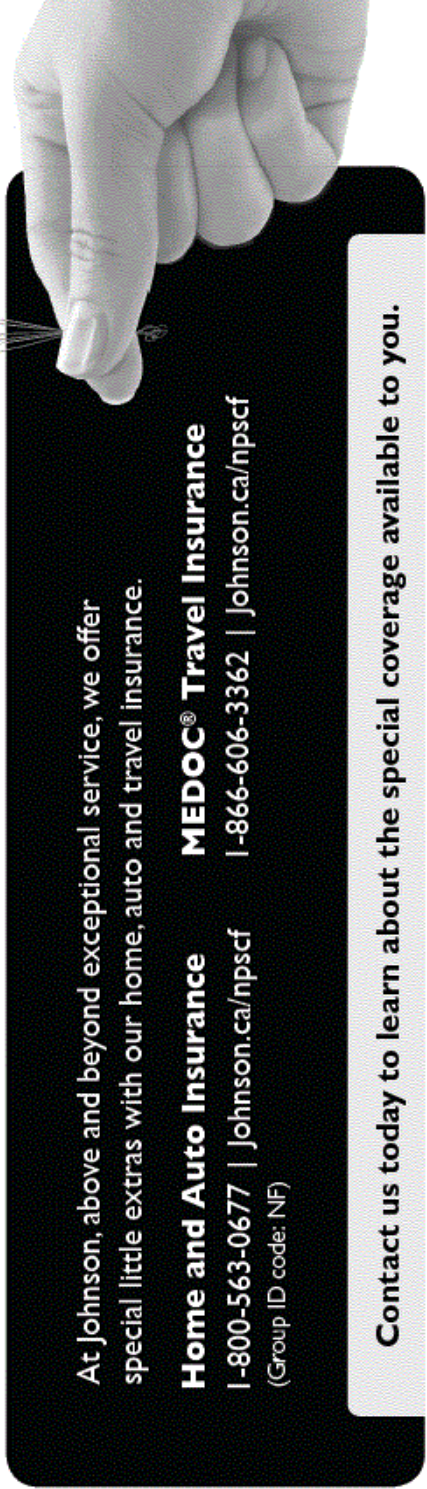 At Johnson, above and beyond exceptional service, we offer
special little extras with our home, auto and travel insurance.
Home and Auto Insurance
1-800-563-0677 | Johnson.ca/npscf
(Group ID code: NF)
MEDOC® Travel Insurance
1-866-606-3362 | Johnson.ca/npscf
Contact us today to learn about the special coverage available to you.